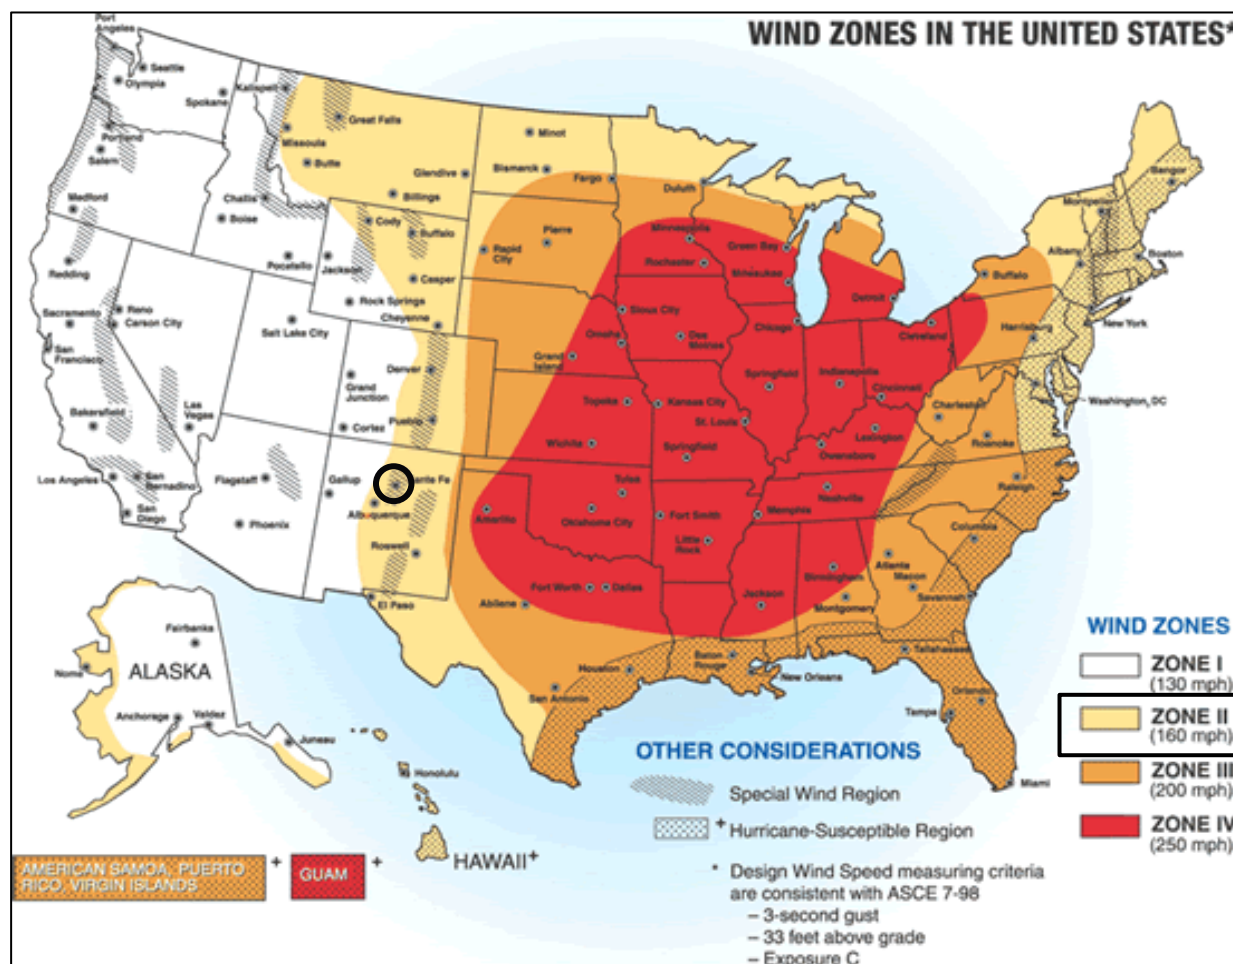 WIND ZONES IN THE UNITED STATES*
Port
Angeles
Seattle
Olympia
Spokane
Kalispell
Great Falls
Missoula
Butte
Glendive
Billings
Minot
Bismarck
Fargo
Duluth
Portland
Salem
Medford
Challis
Boise
Pocatello
Cody
Buffalo
Jackson
Casper
Rock Springs
Cheyenne
Rapid
City
Pierre
Minneapolis
Rochester
Green Bay
Milwaukee
Detroit
Buffalo
Albany
Montpelier
Bangor
Boston
New York
Harrisburg
Washington, DC
Redding
Reno
Carson City
Sacramento
San
Francisco
Salt Lake City
Grand
Junction
Denver
Pueblo
Cortez
Grand
Island
Omaha
Sioux City
Des
Moines
Chicago
Cleveland
Springfield
Indianapolis
Cincinnati
Charleston
Roanoke
Bakersfield
Las
Vegas
Los Angeles
San
Bernadino
San
Diego
Flagstaff
Phoenix
Gallup
ante Fe
Albuquerque
Roswell
El Paso
Topeka
Kansas City
St. Louis
Wichita
Springfield
Lexington
Owensboro
Raleigh
Tulsa
Oklahoma City
Fort Smith
Little
Rock
Memphis
Nashville
Amarillo
Abilene
Fort Worth
Dallas
Jackson
Birmingham
Montgomery
Atlanta
Macon
Columbia
Savannah
Tallahassee
Houston
San Antonio
Baton
Rouge
New Orleans
Orlando
Tampa
Miami
Fairbanks
ALASKA
Nome
Anchorage
Valdez
Juneau
Honolulu
HAWAII+
AMERICAN SAMOA, PUERTO
RICO, VIRGIN ISLANDS
+
GUAM
+
WIND ZONES
ZONE I
(130 mph)
ZONE II
(160 mph)
ZONE III
(200 mph)
ZONE IV
(250 mph)
OTHER CONSIDERATIONS
Special Wind Region
+ Hurricane-Susceptible Region
* Design Wind Speed measuring criteria
are consistent with ASCE 7-98
– 3-second gust
– 33 feet above grade
– Exposure C